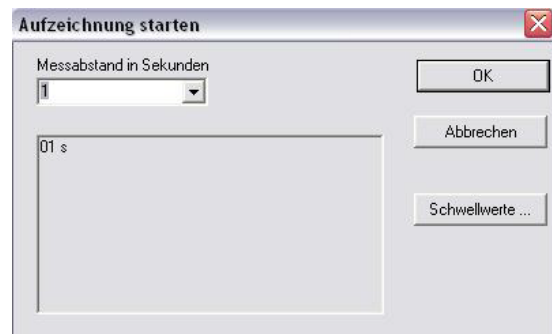 Aufzeichnung starten
Messabstand in Sekunden
1
01 s
OK
Abbrechen
Schwellwerte ...